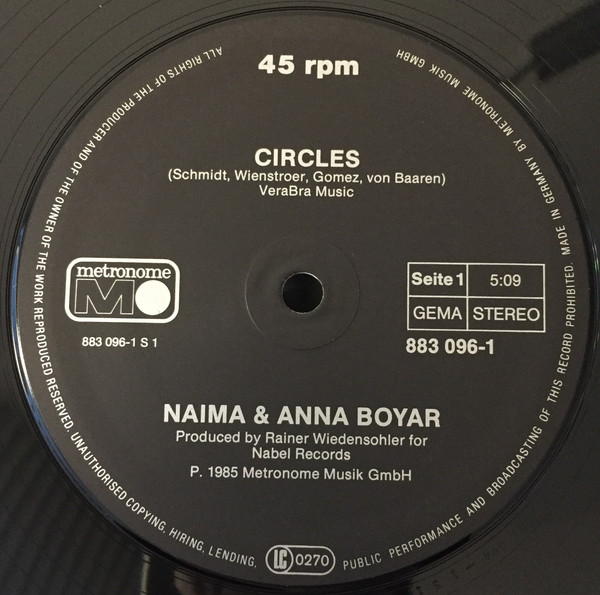 45 rpm
CIRCLES
(Schmidt, Wienstroer, Gomez, von Baaren)
VeraBra Music
metronome
MO
883 096-1 S 1
Seite 1 5:09
GEMA STEREO
883 096-1
NAIMA & ANNA BOYAR
Produced by Rainer Wiedensohler for
Nabel Records
P. 1985 Metronome Musik GmbH
ALL RIGHTS OF THE PRODUCER AND OF THE OWNER OF THE WORK REPRODUCED RESERVED. UNAUTHORISED COPYING, HIRING, LENDING, LC 0270 PUBLIC PERFORMANCE AND BROADCASTING OF THIS RECORD PROHIBITED. MADE IN GERMANY BY METRONOME MUSIK GMBH